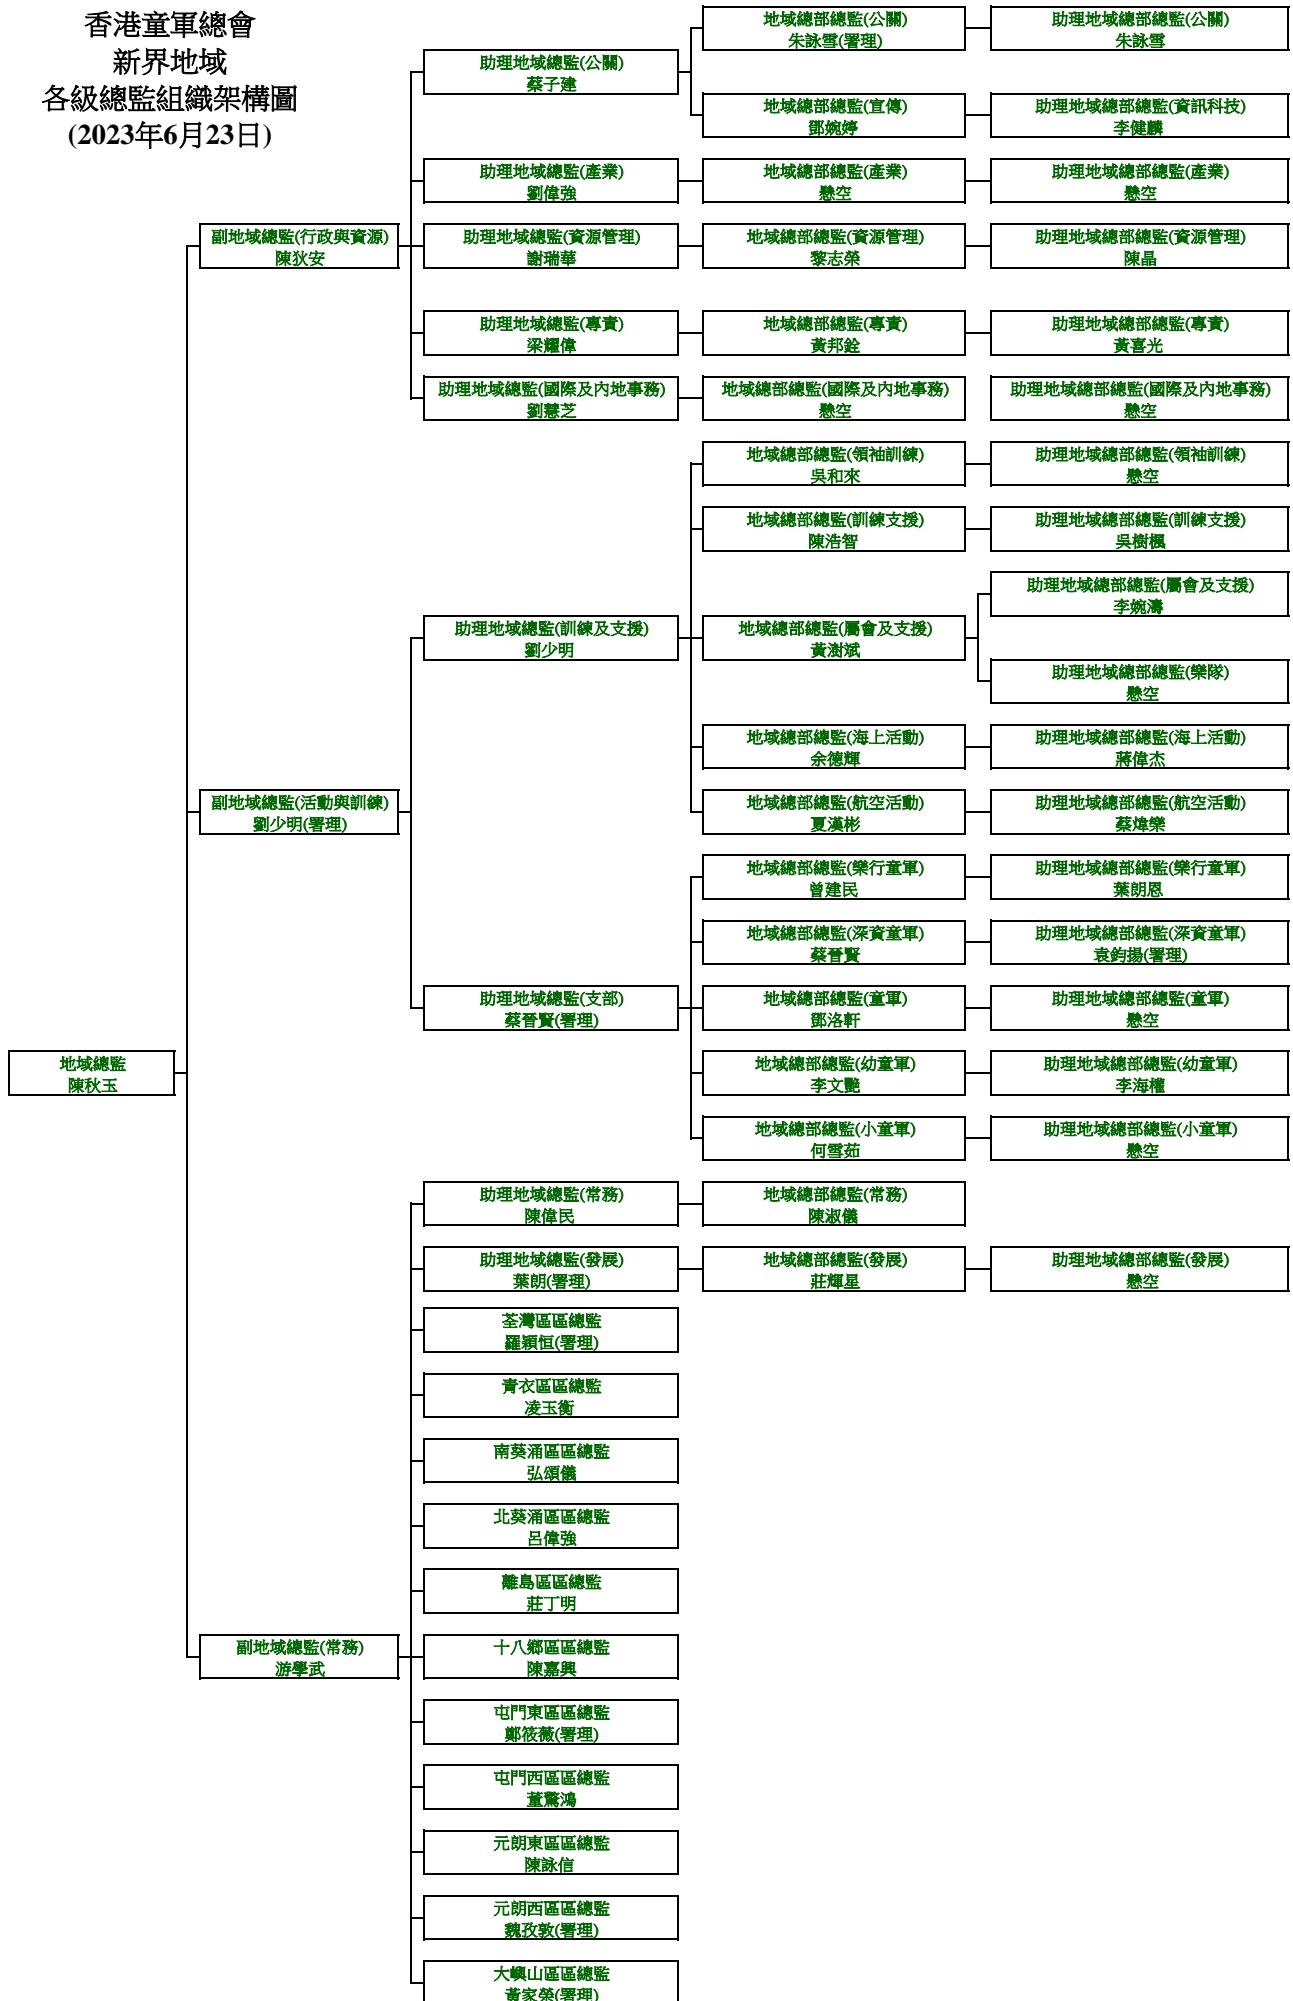 香港童軍總會
新界地域
各級總監組織架構圖
(2023年6月23日)
地域總部總監(公關)
朱詠雪(署理)
助理地域總部總監(公關)
朱詠雪
助理地域總監(公關)
蔡子建
地域總部總監(宣傳)
鄧婉婷
助理地域總部總監(資訊科技)
李健麟
助理地域總監(產業)
劉偉強
地域總部總監(產業)
懸空
助理地域總部總監(產業)
懸空
副地域總監(行政與資源)
陳狄安
助理地域總監(資源管理)
謝瑞華
地域總部總監(資源管理)
黎志榮
助理地域總部總監(資源管理)
陳晶
助理地域總監(專責)
梁耀偉
地域總部總監(專責)
黃邦銓
助理地域總部總監(專責)
黃喜光
助理地域總監(國際及內地事務)
劉慧芝
地域總部總監(國際及內地事務)
懸空
助理地域總部總監(國際及內地事務)
懸空
地域總部總監(領袖訓練)
吳和來
助理地域總部總監(領袖訓練)
懸空
地域總部總監(訓練支援)
陳浩智
助理地域總部總監(訓練支援)
吳樹楓
助理地域總部總監(屬會及支援)
李婉濤
助理地域總監(訓練及支援)
劉少明
地域總部總監(屬會及支援)
黃澍斌
助理地域總部總監(樂隊)
懸空
地域總部總監(海上活動)
余德輝
助理地域總部總監(海上活動)
蔣偉杰
副地域總監(活動與訓練)
劉少明(署理)
地域總部總監(航空活動)
夏漢彬
助理地域總部總監(航空活動)
蔡煒樂
地域總部總監(樂行童軍)
曾建民
助理地域總部總監(樂行童軍)
葉朗恩
地域總部總監(深資童軍)
蔡晉賢
助理地域總部總監(深資童軍)
袁鈞揚(署理)
助理地域總監(支部)
蔡晉賢(署理)
地域總部總監(童軍)
鄧洛軒
助理地域總部總監(童軍)
懸空
地域總監
陳秋玉
地域總部總監(幼童軍)
李文艷
助理地域總部總監(幼童軍)
李海權
地域總部總監(小童軍)
何雪茹
助理地域總部總監(小童軍)
懸空
助理地域總監(常務)
陳偉民
地域總部總監(常務)
陳淑儀
助理地域總監(發展)
葉朗(署理)
地域總部總監(發展)
莊輝星
助理地域總部總監(發展)
懸空
荃灣區區總監
羅穎恒(署理)
青衣區區總監
凌玉衡
南葵涌區區總監
弘頌儀
北葵涌區區總監
呂偉強
離島區區總監
莊丁明
副地域總監(常務)
游學武
十八鄉區區總監
陳嘉興
屯門東區區總監
鄭筱薇(署理)
屯門西區區總監
董驚鴻
元朗東區區總監
陳詠信
元朗西區區總監
魏孜敦(署理)
大嶼山區區總監
黃家榮(署理)